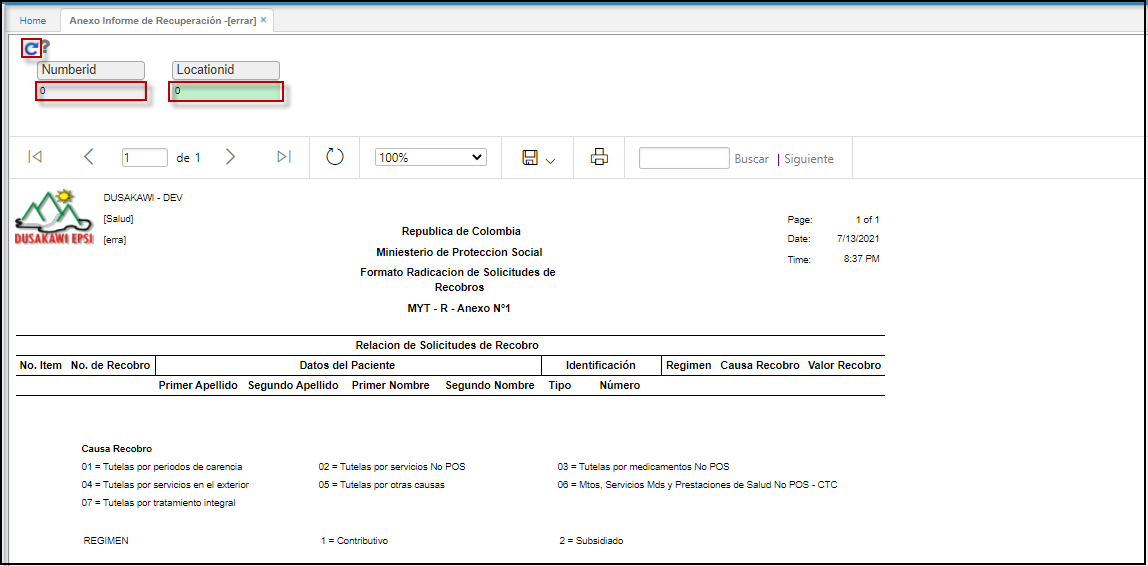 Home
Anexo Informe de Recuperación -[errar] ×
?
Numberid Locationid
0 0
1 de 1 100% Buscar | Siguiente
DUSAKAWI - DEV
[Salud]
[erra]
DUSAKAWI EPSI
Republica de Colombia
Miniesterio de Proteccion Social
Formato Radicacion de Solicitudes de
Recobros
MYT - R - Anexo Nº1
Page: 1 of 1
Date: 7/13/2021
Time: 8:37 PM
Relacion de Solicitudes de Recobro
No. Item No. de Recobro Datos del Paciente Identificación Regimen Causa Recobro Valor Recobro
Primer Apellido Segundo Apellido Primer Nombre Segundo Nombre Tipo Número
Causa Recobro
01 = Tutelas por periodos de carencia 02 = Tutelas por servicios No POS 03 = Tutelas por medicamentos No POS
04 = Tutelas por servicios en el exterior 05 = Tutelas por otras causas 06 = Mtos, Servicios Mds y Prestaciones de Salud No POS - CTC
07 = Tutelas por tratamiento integral
REGIMEN 1 = Contributivo 2 = Subsidiado